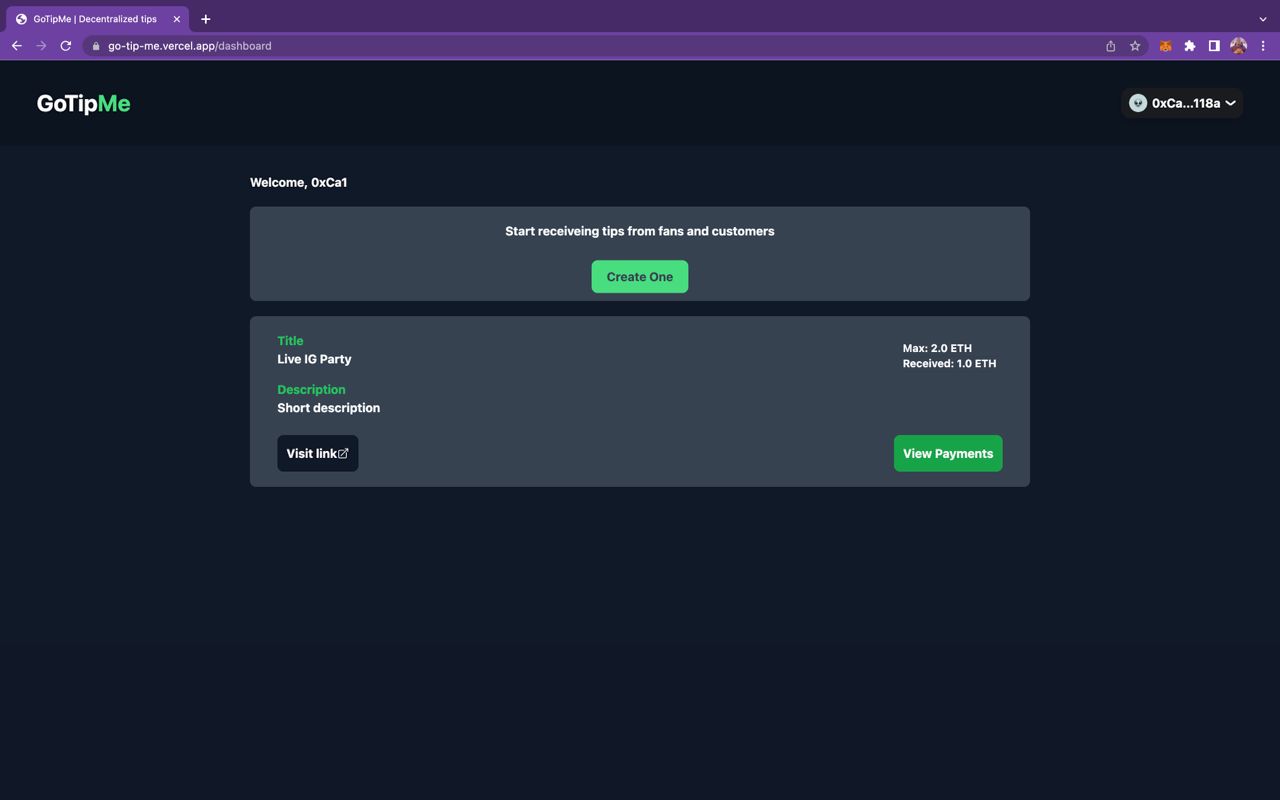 GoTipMe | Decentralized tips
go-tip-me.vercel.app/dashboard
GoTipMe
0xCa...118a
Welcome, 0xCa1
Start receiveing tips from fans and customers
Create One
Title
Live IG Party
Max: 2.0 ETH
Received: 1.0 ETH
Description
Short description
Visit link
View Payments